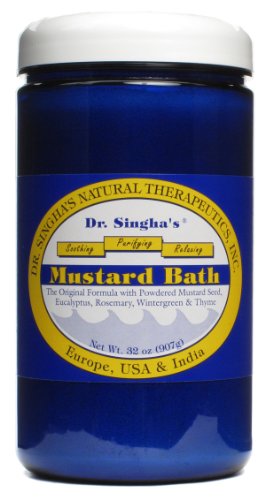 DR. SINGHA'S NATURAL THERAPEUTICS, INC.
Dr. Singha's®
Soothing Purifying Relaxing
Mustard Bath
The Original Formula with Powdered Mustard Seed,
Eucalyptus, Rosemary, Wintergreen & Thyme
Net Wt. 32 oz (907g)
Europe, USA & India